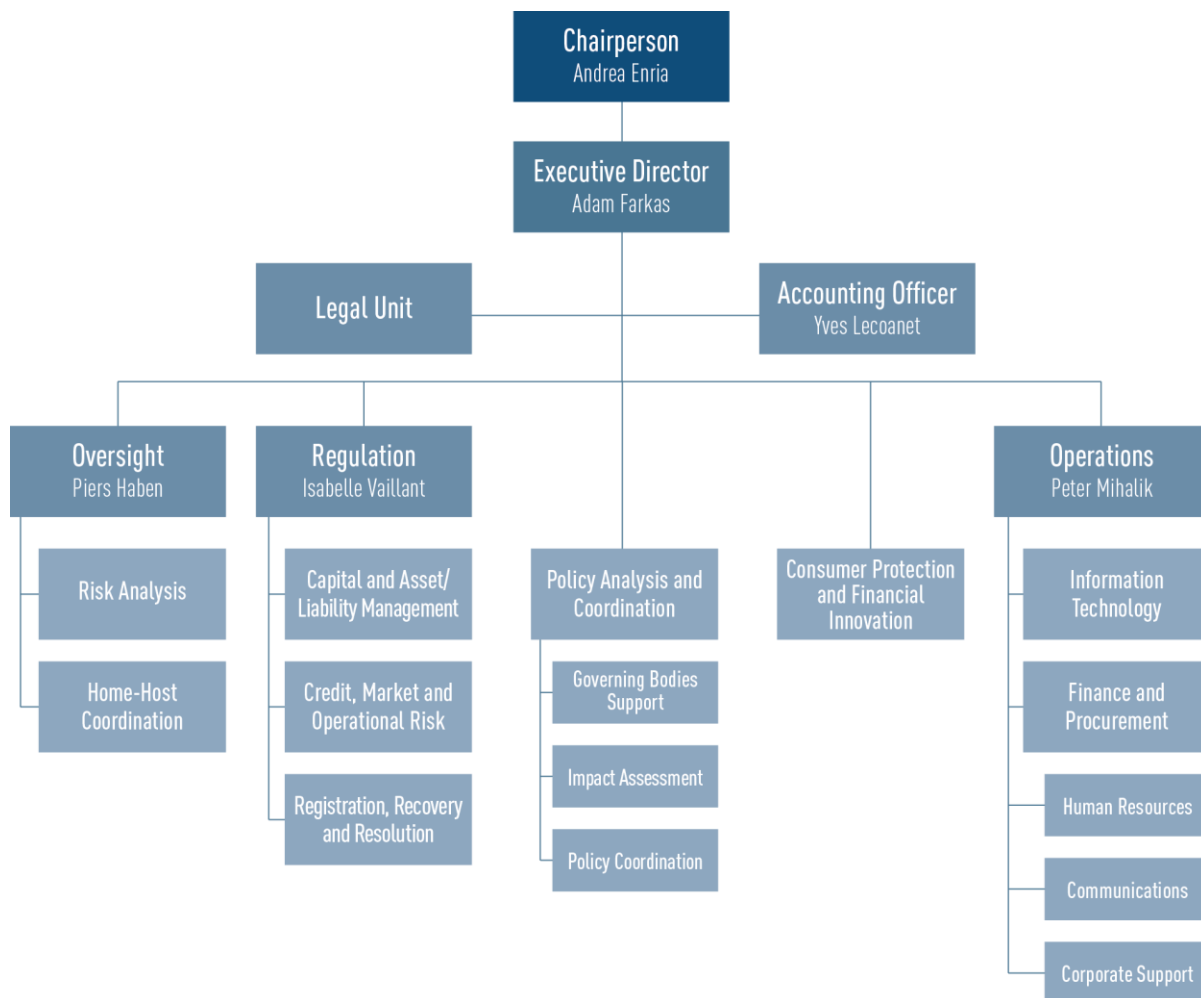 Chairperson
Andrea Enria
Executive Director
Adam Farkas
Legal Unit
Accounting Officer
Yves Lecoanet
Oversight
Piers Haben
Risk Analysis
Home-Host
Coordination
Regulation
Isabelle Vaillant
Capital and Asset/
Liability Management
Credit, Market and
Operational Risk
Registration, Recovery
and Resolution
Policy Analysis and
Coordination
Governing Bodies
Support
Impact Assessment
Policy Coordination
Consumer Protection
and Financial
Innovation
Operations
Peter Mihalik
Information
Technology
Finance and
Procurement
Human Resources
Communications
Corporate Support